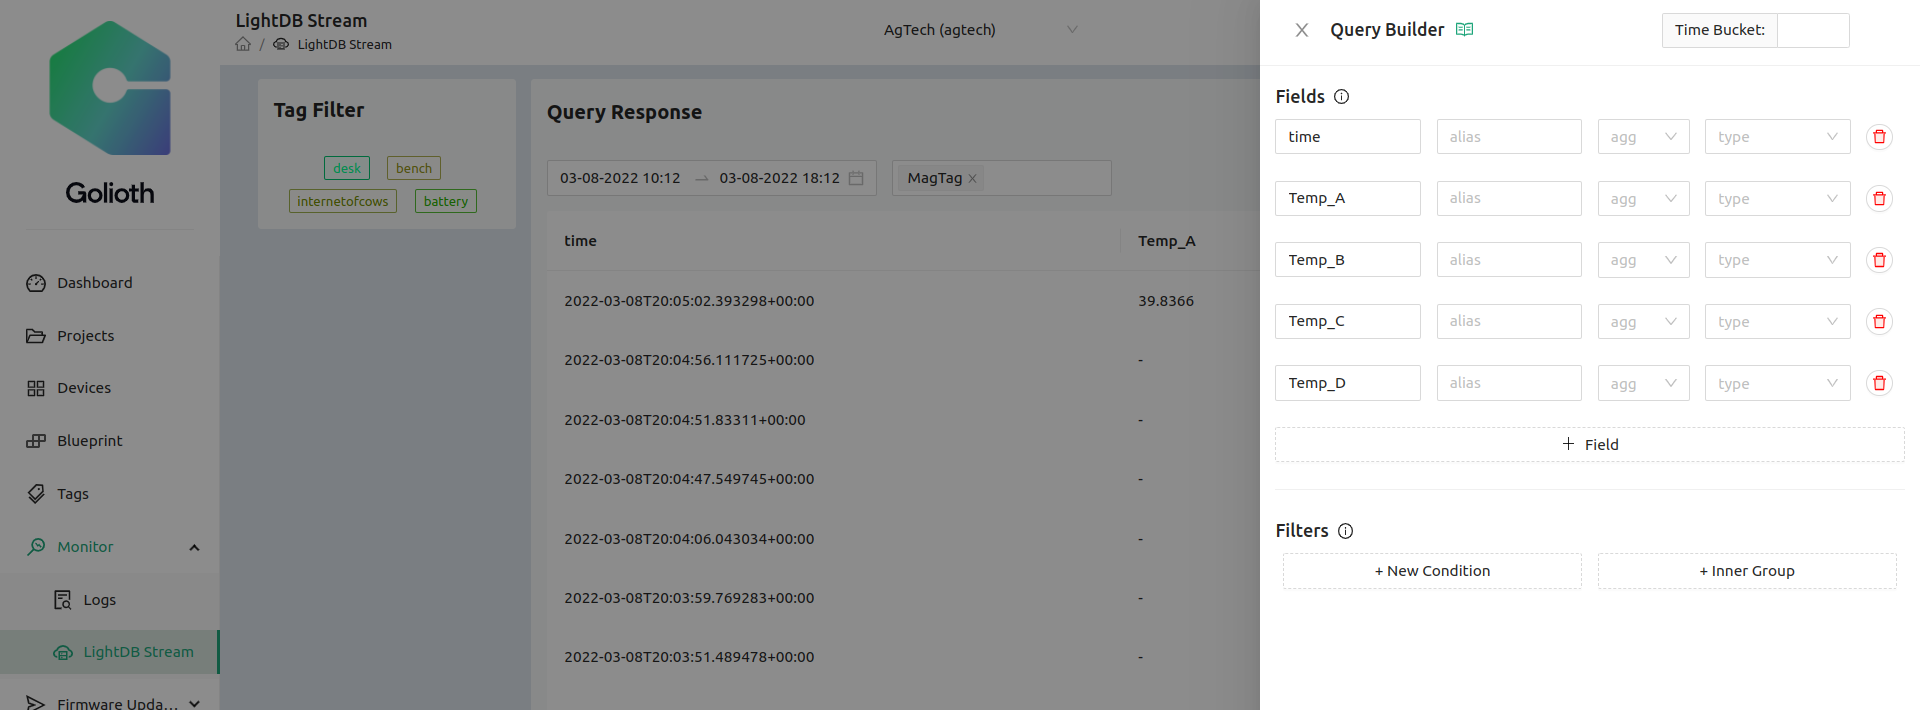 Golioth
Dashboard
Projects
Devices
Blueprint
Tags
Monitor
Logs
LightDB Stream
Firmware Upda...
LightDB Stream
/ LightDB Stream
AgTech (agtech)
Tag Filter
desk bench
internetofcows battery
Query Response
03-08-2022 10:12 → 03-08-2022 18:12 MagTag ×
time Temp_A
2022-03-08T20:05:02.393298+00:00 39.8366
2022-03-08T20:04:56.111725+00:00 -
2022-03-08T20:04:51.83311+00:00 -
2022-03-08T20:04:47.549745+00:00 -
2022-03-08T20:04:06.043034+00:00 -
2022-03-08T20:03:59.769283+00:00 -
2022-03-08T20:03:51.489478+00:00 -
Query Builder Time Bucket:
Fields
time alias agg type
Temp_A alias agg type
Temp_B alias agg type
Temp_C alias agg type
Temp_D alias agg type
+ Field
Filters
+ New Condition + Inner Group